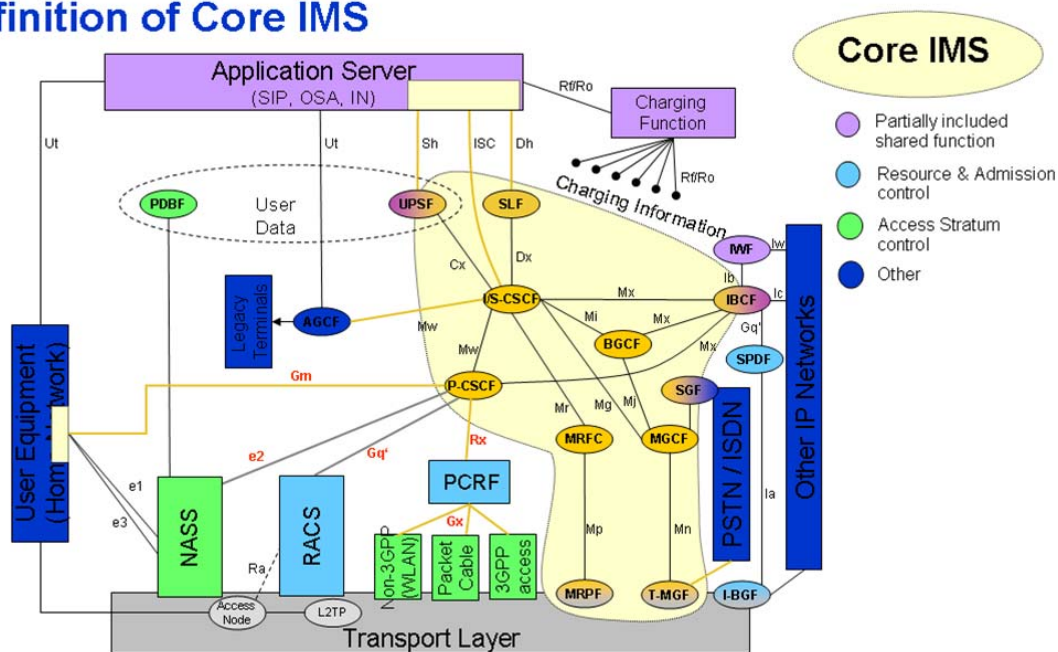 finition of Core IMS
Core IMS
Application Server
(SIP, OSA, IN)
Rf/Ro
Charging
Function
Partially included
shared function
Resource & Admission
control
Access Stratum
control
Other
Ut
Ut
Sh
ISC
Dh
Rf/Ro
Charging Information
PDBF
User
Data
UPSF
SLF
IWF
Iw
Cx
Dx
Ib
Legacy
Terminals
AGCF
I/S-CSCF
Mx
IBCF
Ic
Mw
Mi
Mx
Gq'
BGCF
Mx
Mw
SPDF
Other IP Networks
User Equipment
Gm
P-CSCF
SGF
Mr
Mg
Mj
MRFC
MGCF
PSTN / ISDN
e2
Gq'
Rx
PCRF
e1
e3
NASS
RACS
Gx
Ia
Non-3GPP
(WLAN)
Packet
Cable
3GPP
access
Mp
Mn
Ra
MRPF
T-MGF
I-BGF
Access
Node
L2TP
Transport Layer